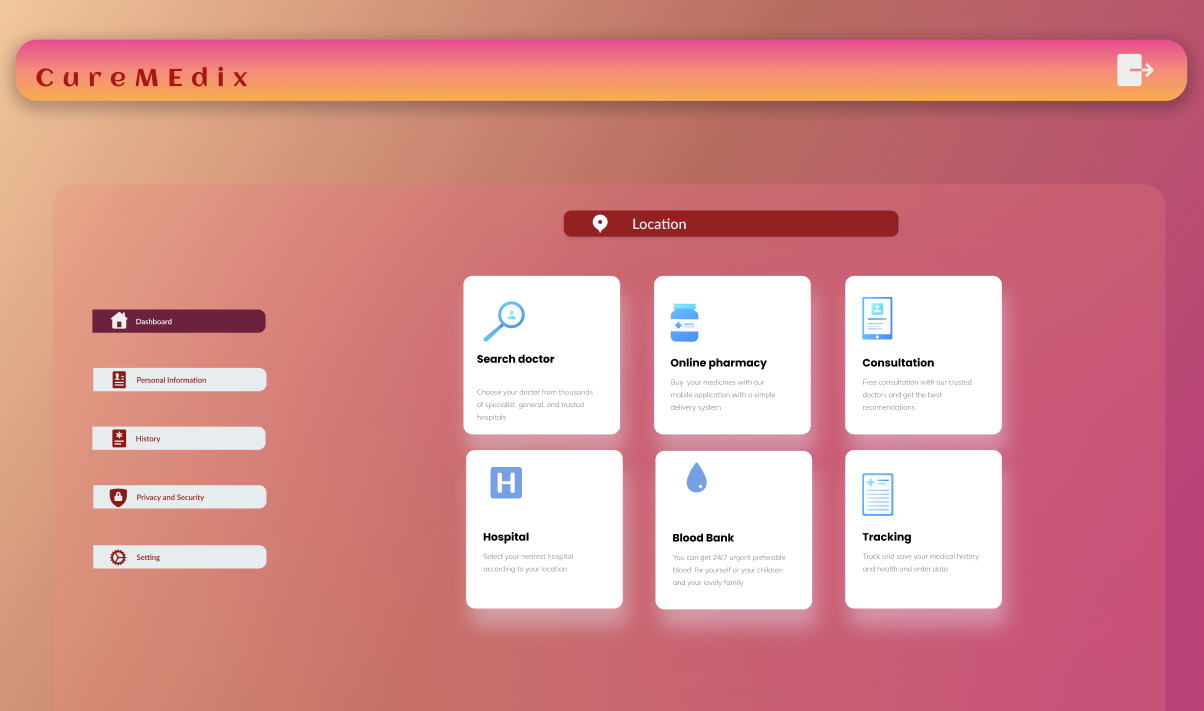 CureMEdix
Location
Dashboard
Personal Information
History
Privacy and Security
Setting
Search doctor
Choose your doctor from thousands
of specialist, general, and trusted
hospitals
Online pharmacy
Buy your medicines with our
mobile application with a simple
delivery system
Consultation
Free consultation with our trusted
doctors and get the best
recomendations
H
Hospital
Select your nearest hospital
according to your location
Blood Bank
You can get 24/7 urgent preferable
blood for yourself or your children
and your lovely family
Tracking
Track and save your medical history
and health and order data